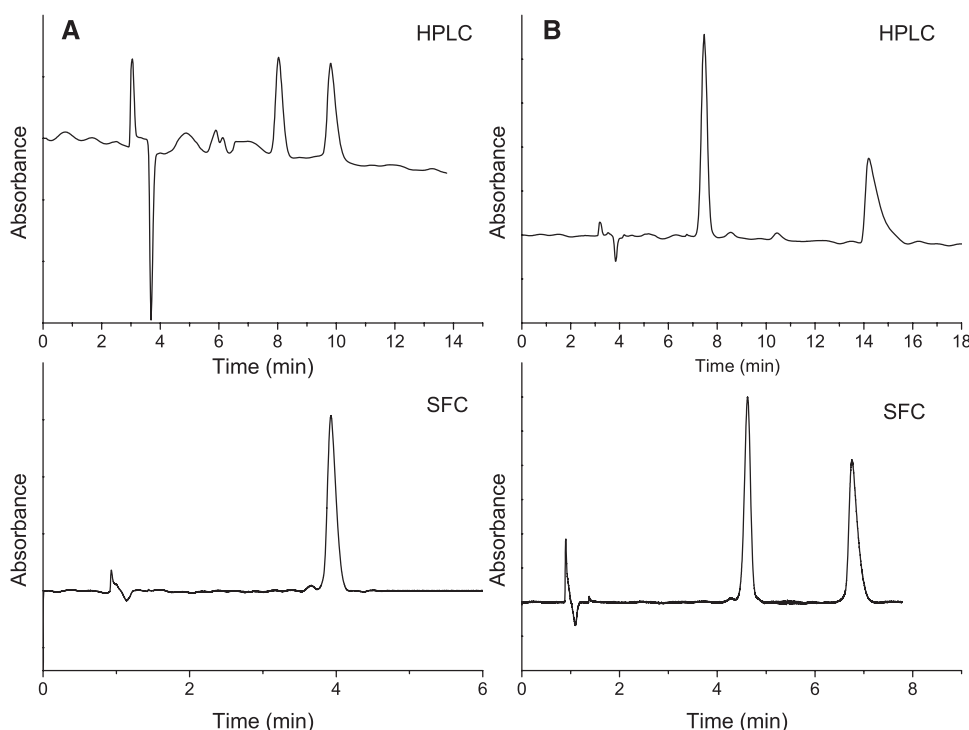 A
HPLC
Absorbance
0 2 4 6 8 10 12 14
Time (min)
B
HPLC
Absorbance
0 2 4 6 8 10 12 14 16 18
Time (min)
SFC
Absorbance
0 2 4 6
Time (min)
SFC
Absorbance
0 2 4 6 8
Time (min)